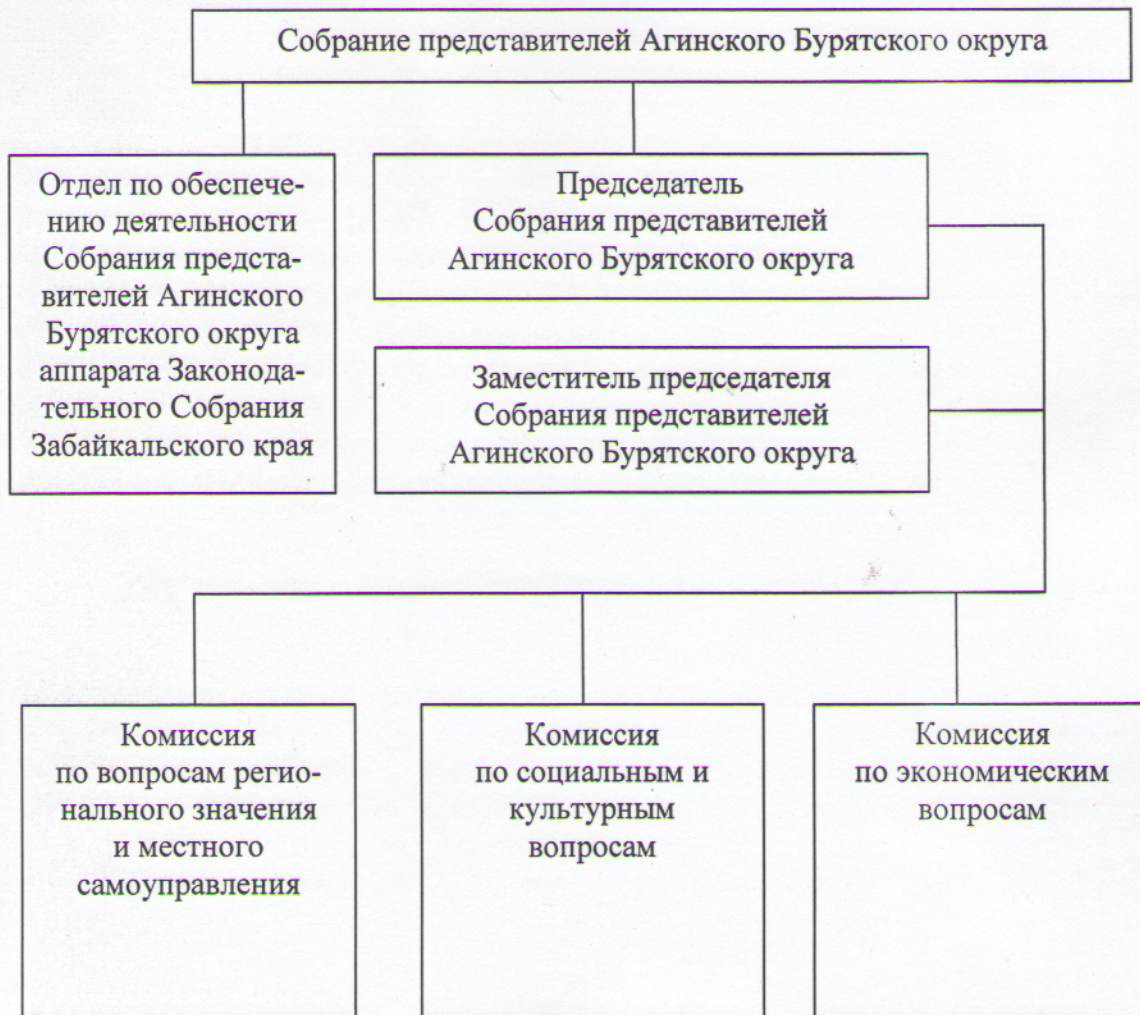 Собрание представителей Агинского Бурятского округа
Отдел по обеспече-
нию деятельности
Собрания предста-
вителей Агинского
Бурятского округа
аппарата Законода-
тельного Собрания
Забайкальского края
Председатель
Собрания представителей
Агинского Бурятского округа
Заместитель председателя
Собрания представителей
Агинского Бурятского округа
Комиссия
по вопросам регио-
нального значения
и местного
самоуправления
Комиссия
по социальным и
культурным
вопросам
Комиссия
по экономическим
вопросам